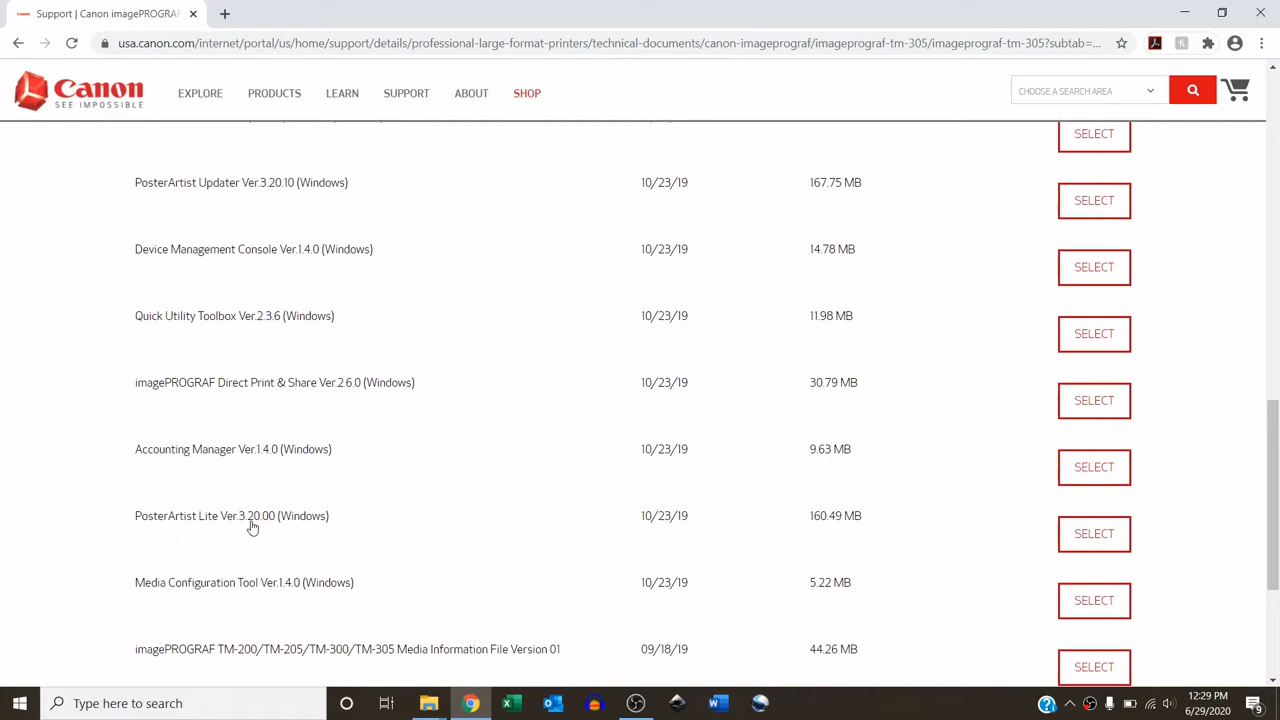 Support | Canon imagePROGRAF
usa.canon.com/internet/portal/us/home/support/details/professional-large-format-printers/technical-documents/canon-imageprograf/imageprograf-tm-305/imageprograf-tm-305?subtab=...
Canon
SEE IMPOSSIBLE
EXPLORE PRODUCTS LEARN SUPPORT ABOUT SHOP
CHOOSE A SEARCH AREA
SELECT
PosterArtist Updater Ver.3.20.10 (Windows) 10/23/19 167.75 MB
SELECT
Device Management Console Ver.1.4.0 (Windows) 10/23/19 14.78 MB
SELECT
Quick Utility Toolbox Ver.2.3.6 (Windows) 10/23/19 11.98 MB
SELECT
imagePROGRAF Direct Print & Share Ver.2.6.0 (Windows) 10/23/19 30.79 MB
SELECT
Accounting Manager Ver.1.4.0 (Windows) 10/23/19 9.63 MB
SELECT
PosterArtist Lite Ver.3.20.00 (Windows) 10/23/19 160.49 MB
SELECT
Media Configuration Tool Ver.1.4.0 (Windows) 10/23/19 5.22 MB
SELECT
imagePROGRAF TM-200/TM-205/TM-300/TM-305 Media Information File Version 01 09/18/19 44.26 MB
SELECT
Type here to search
12:29 PM
6/29/2020